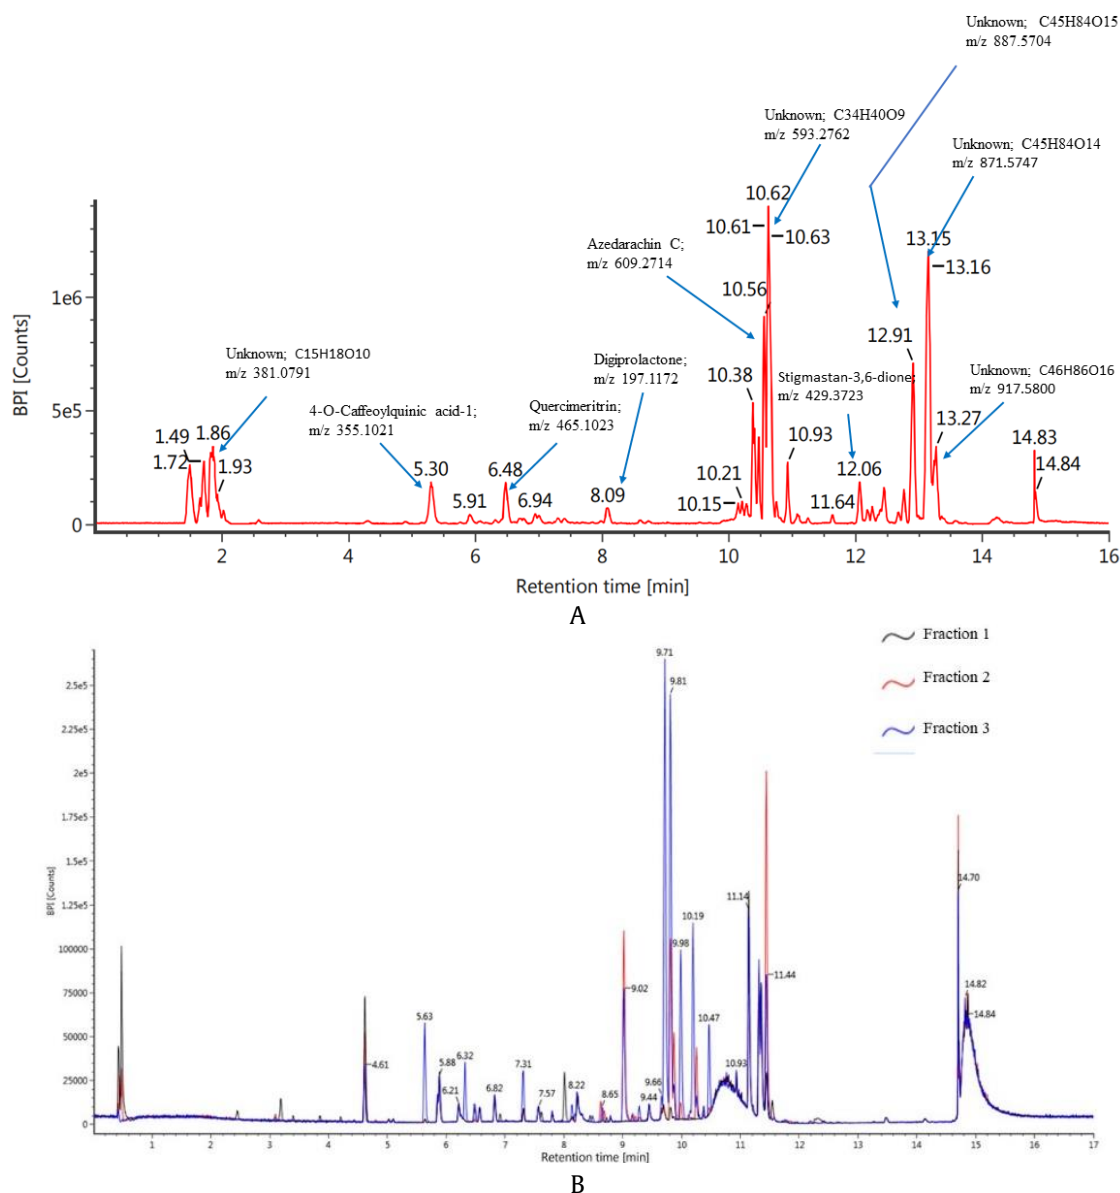 Unknown; C45H84O15
m/z 887.5704
Unknown; C34H40O9
m/z 593.2762
Unknown; C45H84O14
m/z 871.5747
10.62
10.61
10.63
13.15
13.16
Azedarachin C;
m/z 609.2714
10.56
1e6
BPI [Counts]
12.91
Unknown; C15H18O10
m/z 381.0791
Digiprolactone;
m/z 197.1172
10.38
Stigmastan-3,6-dione;
m/z 429.3723
Unknown; C46H86O16
m/z 917.5800
4-O-Caffeoylquinic acid-1;
m/z 355.1021
Quercimeritrin;
m/z 465.1023
5e5
1.49
1.86
1.72
1.93
5.30
5.91
6.48
6.94
8.09
10.21
10.15
10.93
11.64
12.06
13.27
14.83
14.84
0
2
4
6
8
10
12
14
16
Retention time [min]
A
Fraction 1
Fraction 2
Fraction 3
9.71
9.81
2.5e5
2.25e5
2e5
1.75e5
1.5e5
1.25e5
100000
75000
50000
25000
0
BPI [Counts]
4.61
5.63
5.88
6.21
6.32
6.82
7.31
7.57
8.22
8.65
9.02
9.44
9.66
9.98
10.19
10.47
10.93
11.14
11.44
14.70
14.82
14.84
1
2
3
4
5
6
7
8
9
10
11
12
13
14
15
16
17
Retention time [min]
B